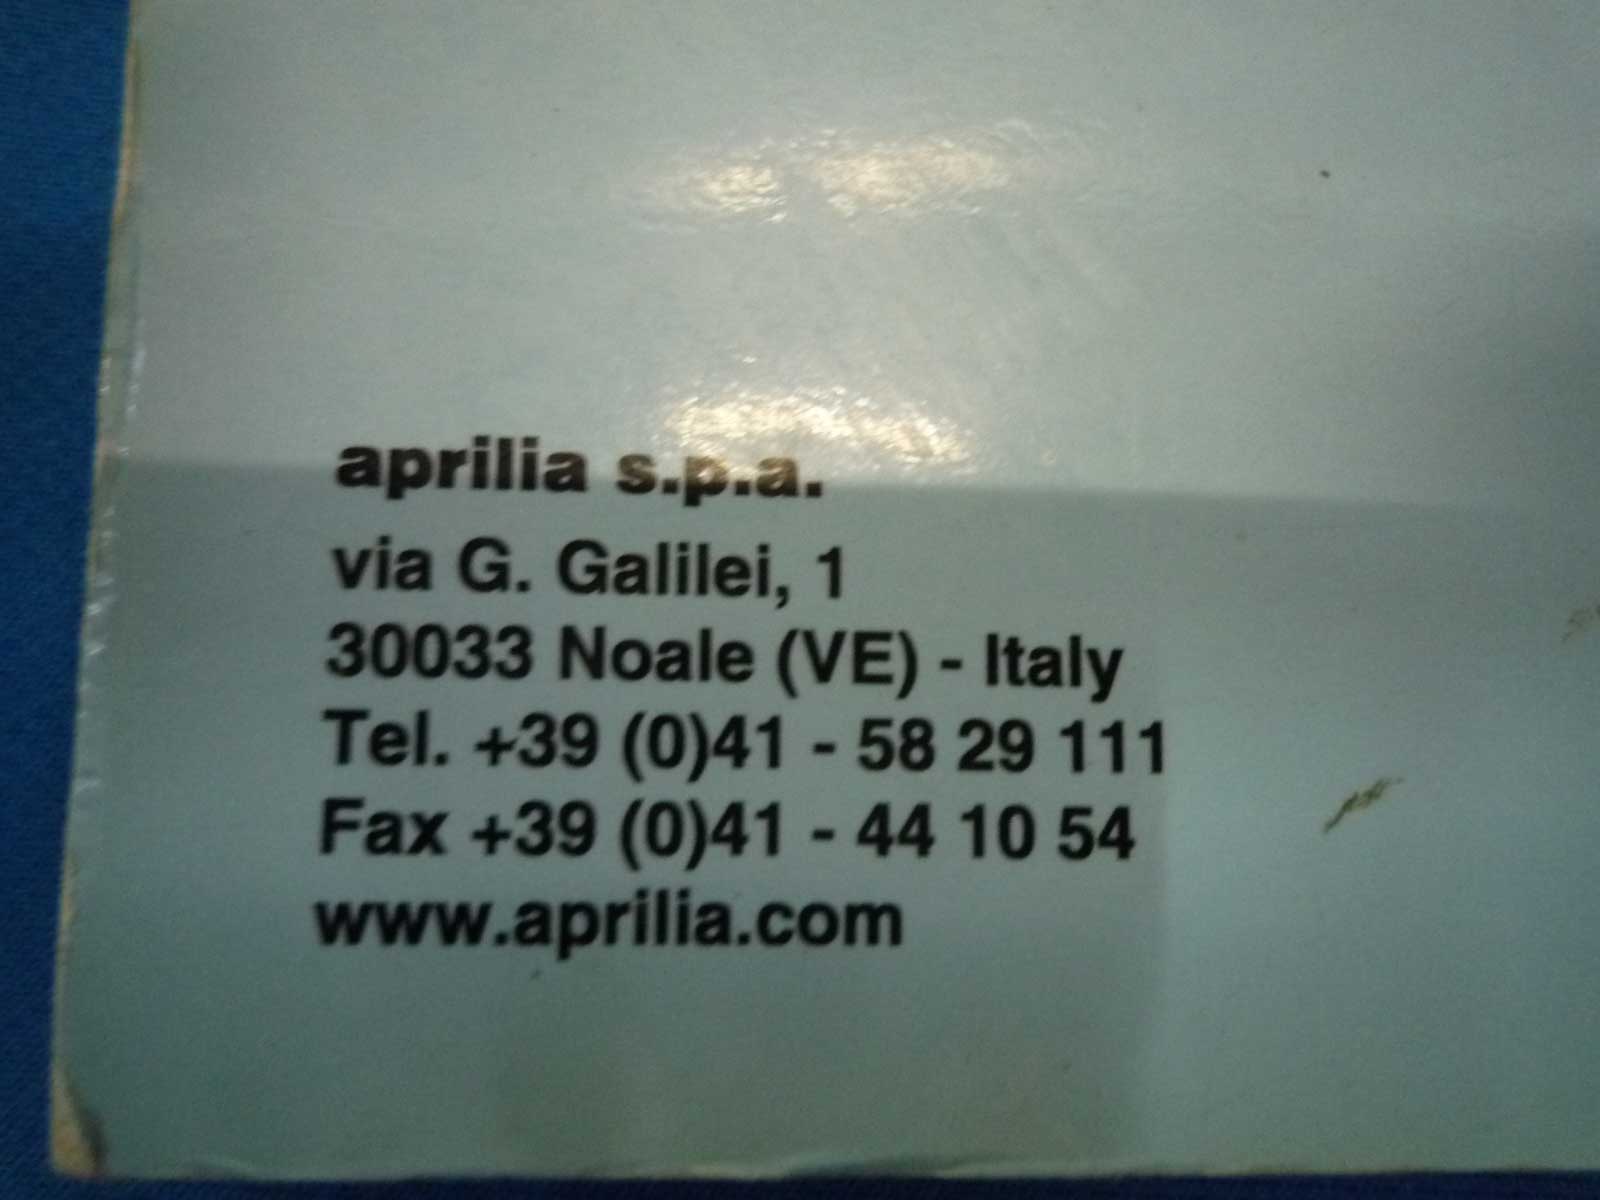 aprilia s.p.a.
via G. Galilei, 1
30033 Noale (VE) - Italy
Tel. +39 (0)41 - 58 29 111
Fax +39 (0)41 - 44 10 54
www.aprilia.com